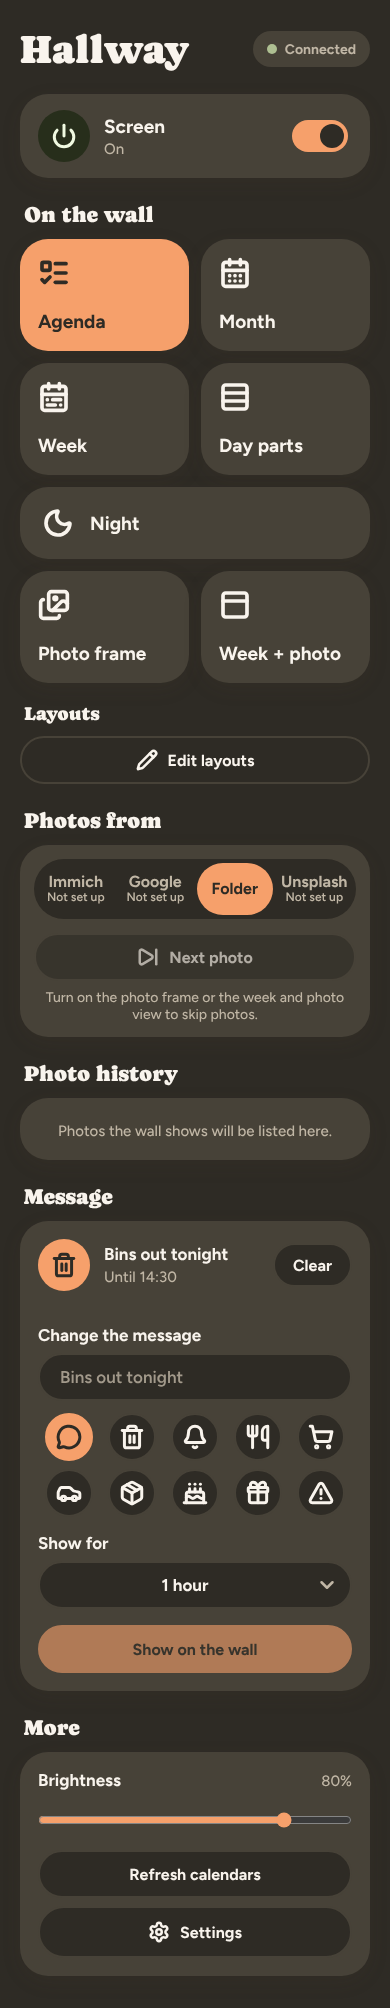 Hallway
Connected
Screen
On
On the wall
Agenda
Month
Week
Day parts
Night
Photo frame
Week + photo
Layouts
Edit layouts
Photos from
Immich
Not set up
Google
Not set up
Folder
Unsplash
Not set up
Next photo
Turn on the photo frame or the week and photo
view to skip photos.
Photo history
Photos the wall shows will be listed here.
Message
Bins out tonight
Until 14:30
Clear
Change the message
Bins out tonight
Show for
1 hour
Show on the wall
More
Brightness
80%
Refresh calendars
Settings